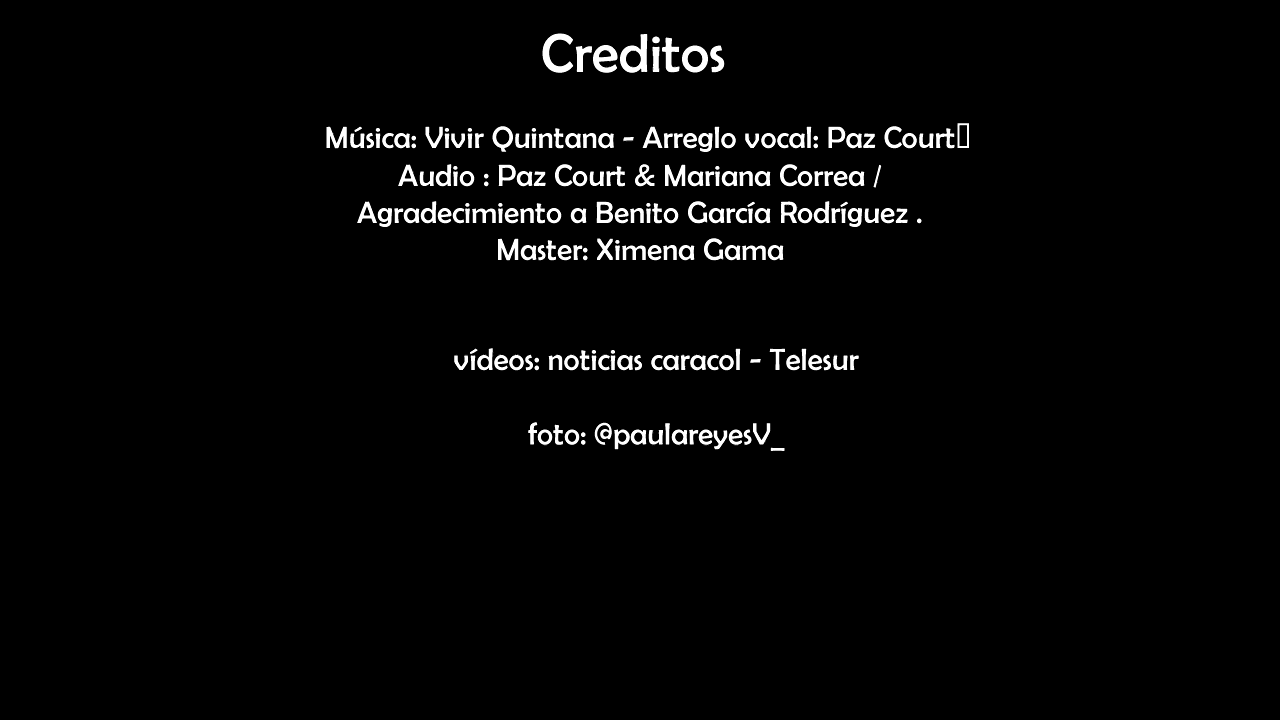 Creditos
Música: Vivir Quintana - Arreglo vocal: Paz Court
Audio : Paz Court & Mariana Correa /
Agradecimiento a Benito García Rodríguez .
Master: Ximena Gama
vídeos: noticias caracol - Telesur
foto: @paulareyesV_